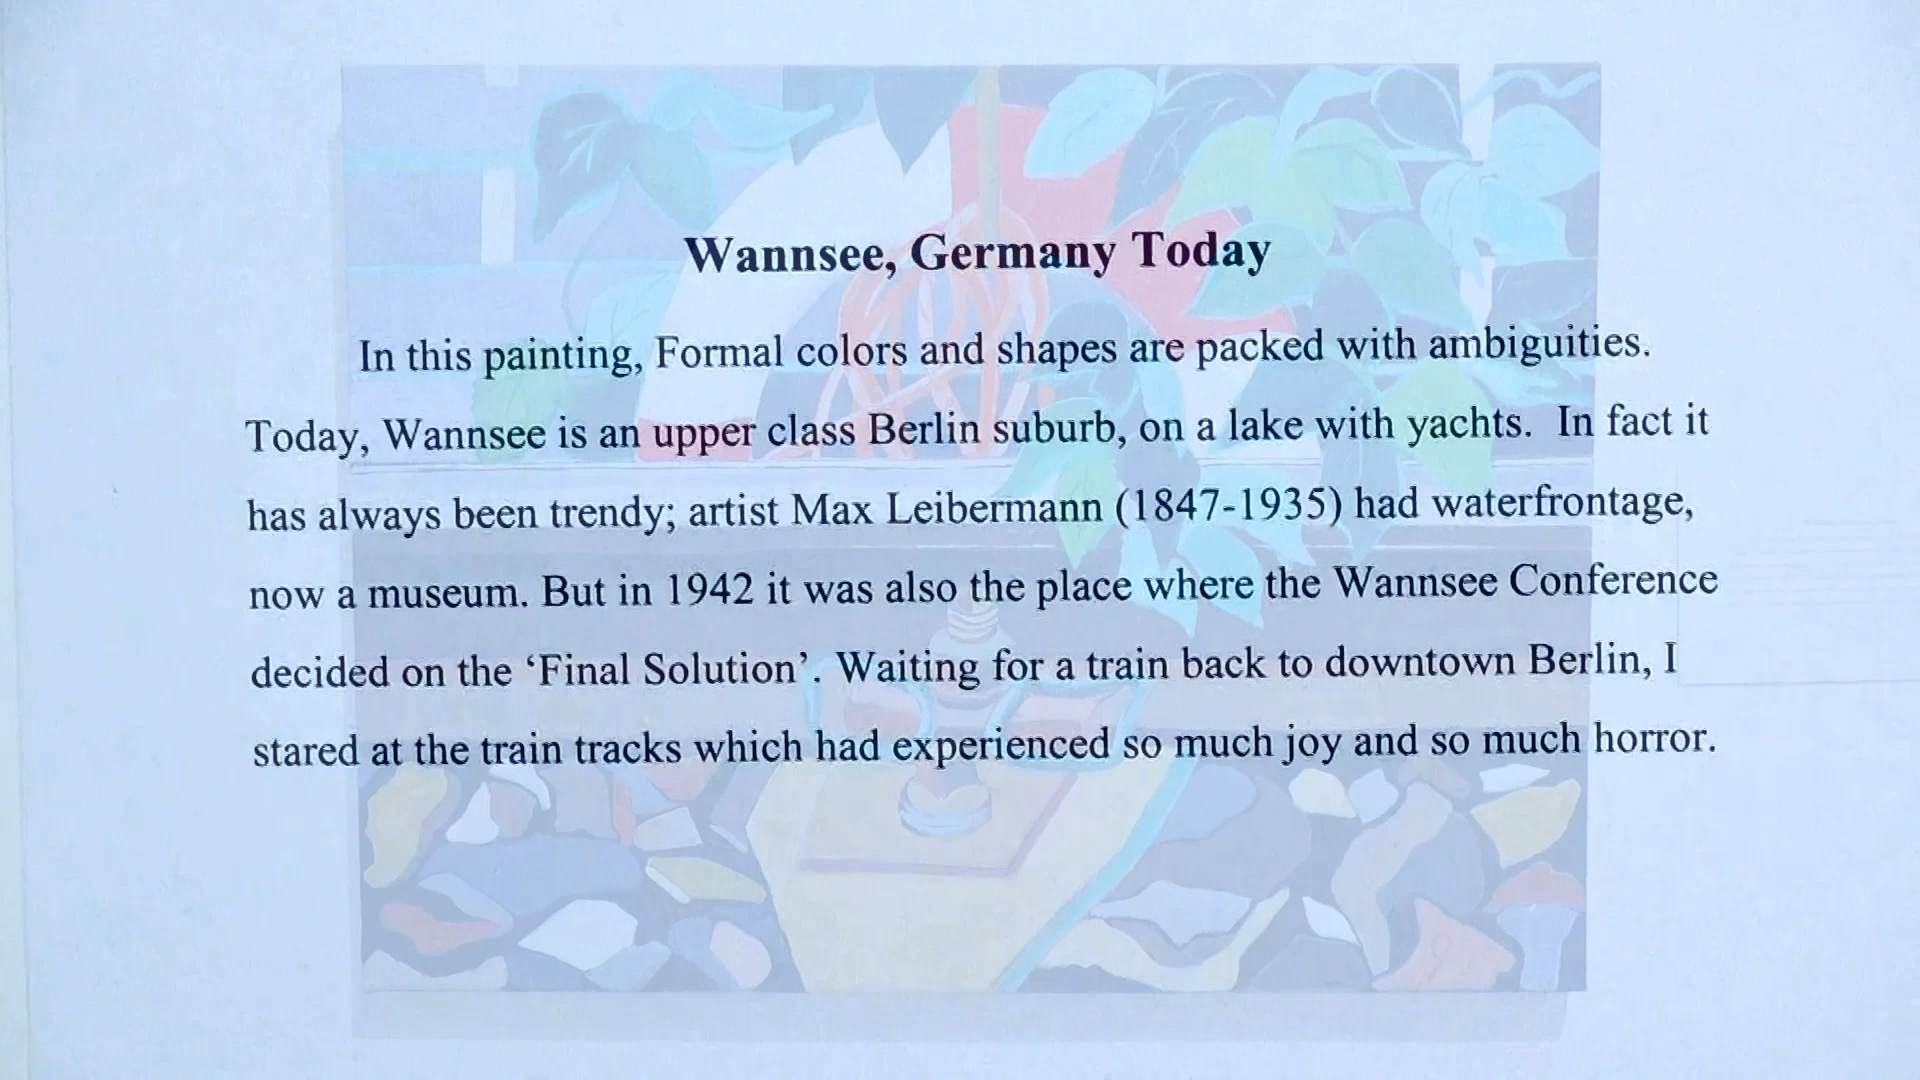 Wannsee, Germany Today
In this painting, Formal colors and shapes are packed with ambiguities.
Today, Wannsee is an upper class Berlin suburb, on a lake with yachts. In fact it
has always been trendy; artist Max Leibermann (1847-1935) had waterfrontage,
now a museum. But in 1942 it was also the place where the Wannsee Conference
decided on the ‘Final Solution’. Waiting for a train back to downtown Berlin, I
stared at the train tracks which had experienced so much joy and so much horror.